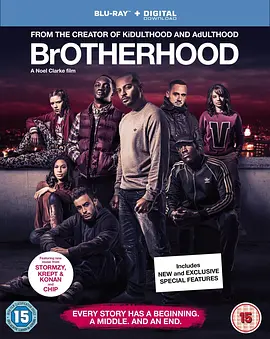 BLU-RAY™ + DIGITAL
DOWNLOAD
FROM THE CREATOR OF KiDULTHOOD AND AdULTHOOD
BrOTHERHOOD
A Noel Clarke film
Featuring new
music from
STORMZY,
KREPT &
KONAN
and
CHIP
Includes
NEW and EXCLUSIVE
SPECIAL FEATURES
EVERY STORY HAS A BEGINNING.
A MIDDLE. AND AN END.
15
15